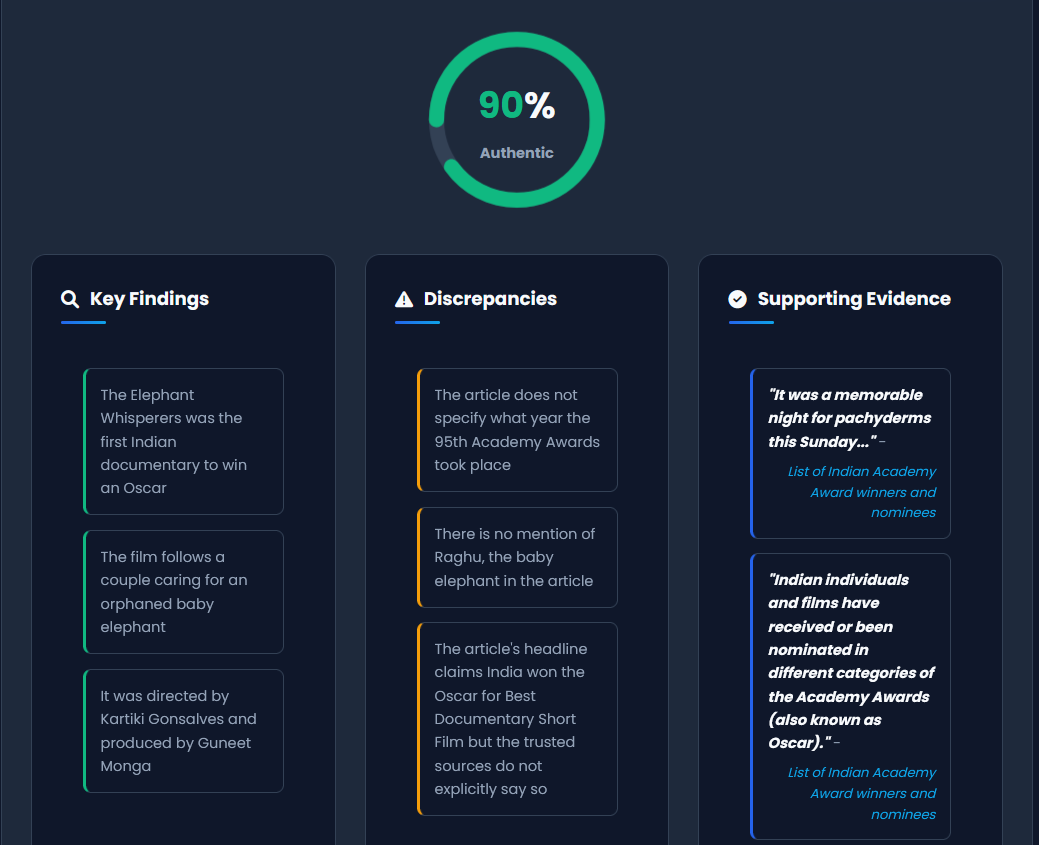 90%
Authentic
Key Findings
The Elephant
Whisperers was the
first Indian
documentary to win
an Oscar
The film follows a
couple caring for an
orphaned baby
elephant
It was directed by
Kartiki Gonsalves and
produced by Guneet
Monga
Discrepancies
The article does not
specify what year the
95th Academy Awards
took place
There is no mention of
Raghu, the baby
elephant in the article
The article's headline
claims India won the
Oscar for Best
Documentary Short
Film but the trusted
sources do not
explicitly say so
Supporting Evidence
"It was a memorable
night for pachyderms
this Sunday..." –
List of Indian Academy
Award winners and
nominees
"Indian individuals
and films have
received or been
nominated in
different categories of
the Academy Awards
(also known as
Oscar)." –
List of Indian Academy
Award winners and
nominees